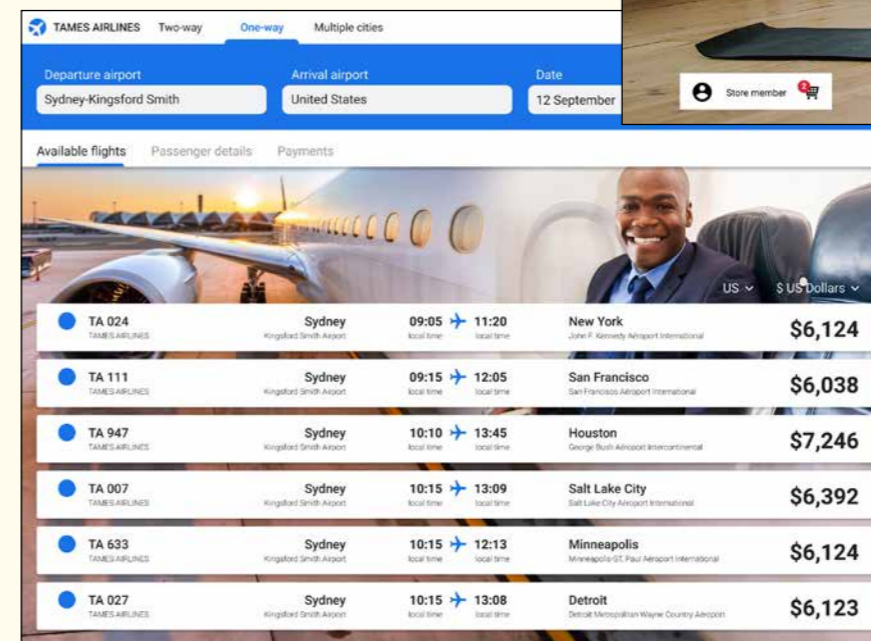 TAMES AIRLINES Two-way One-way Multiple cities
Departure airport Arrival airport Date
Sydney-Kingsford Smith United States 12 September
Store member 2
Available flights Passenger details Payments
US $ US Dollars
TA 024 Sydney 09:05 11:20 New York $6,124
TAMES AIRLINES Kingsford Smith Airport local time local time John F. Kennedy Aéroport International
TA 111 Sydney 09:15 12:05 San Francisco $6,038
TAMES AIRLINES Kingsford Smith Airport local time local time San Francisco Aéroport International
TA 947 Sydney 10:10 13:45 Houston $7,246
TAMES AIRLINES Kingsford Smith Airport local time local time George Bush Aéroport Intercontinental
TA 007 Sydney 10:15 13:09 Salt Lake City $6,392
TAMES AIRLINES Kingsford Smith Airport local time local time Salt Lake City Aéroport International
TA 633 Sydney 10:15 12:13 Minneapolis $6,124
TAMES AIRLINES Kingsford Smith Airport local time local time Minneapolis-ST. Paul Aéroport International
TA 027 Sydney 10:15 13:08 Detroit $6,123
TAMES AIRLINES Kingsford Smith Airport local time local time Detroit Metropolitan Wayne Country Aéroport